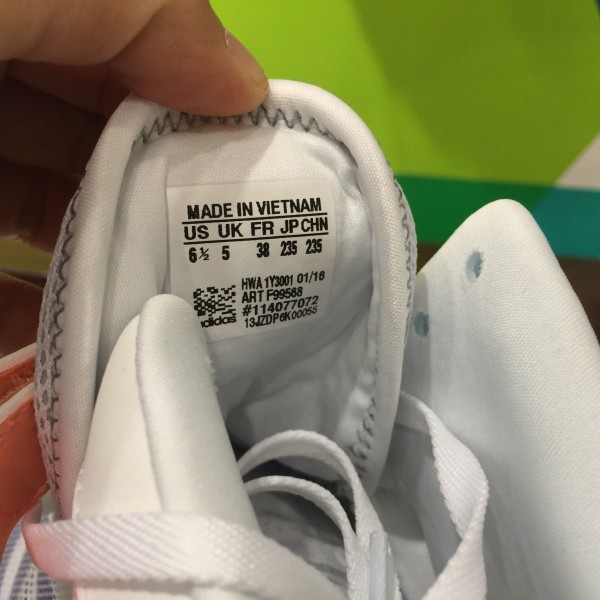 MADE IN VIETNAM
US UK FR JP CHN
6½ 5 38 235 235
HWA 1Y3001 01/16
ART F99568
#114077072
13JZDP6K00055
adidas